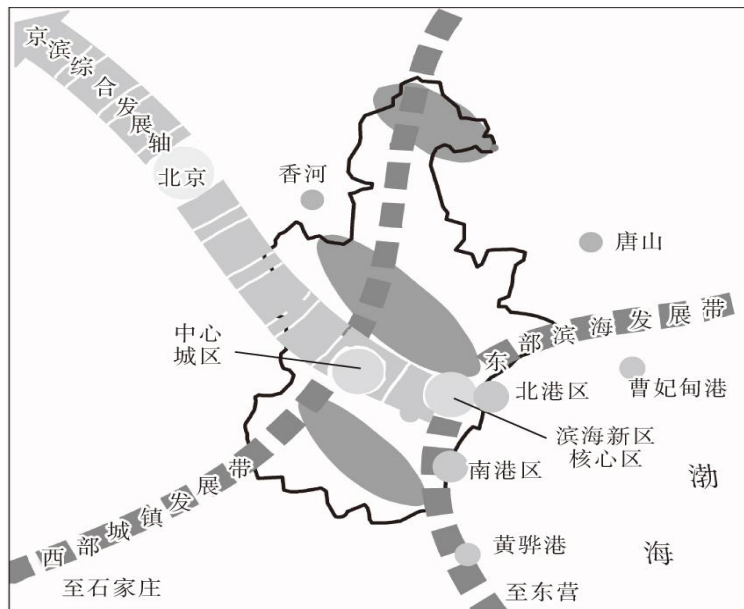 京滨综合发展轴
北京
香河
唐山
中心
城区
东部滨海发展带
北港区
曹妃甸港
滨海新区
核心区
南港区
渤
海
西部城镇发展带
黄骅港
至石家庄
至东营